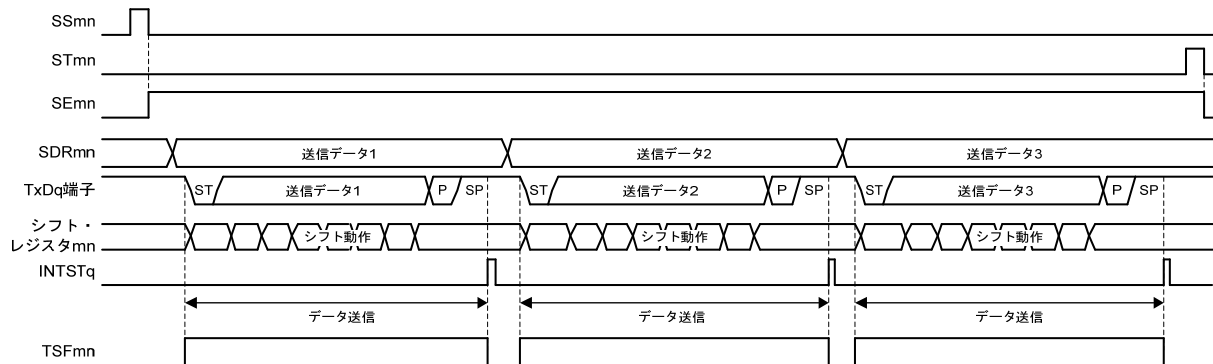 SSmn
STmn
SEmn
SDRmn 送信データ1 送信データ2 送信データ3
TxDq端子 ST 送信データ1 P SP ST 送信データ2 P SP ST 送信データ3 P SP
シフト・
レジスタmn シフト動作 シフト動作 シフト動作
INTSTq
データ送信 データ送信 データ送信
TSFmn